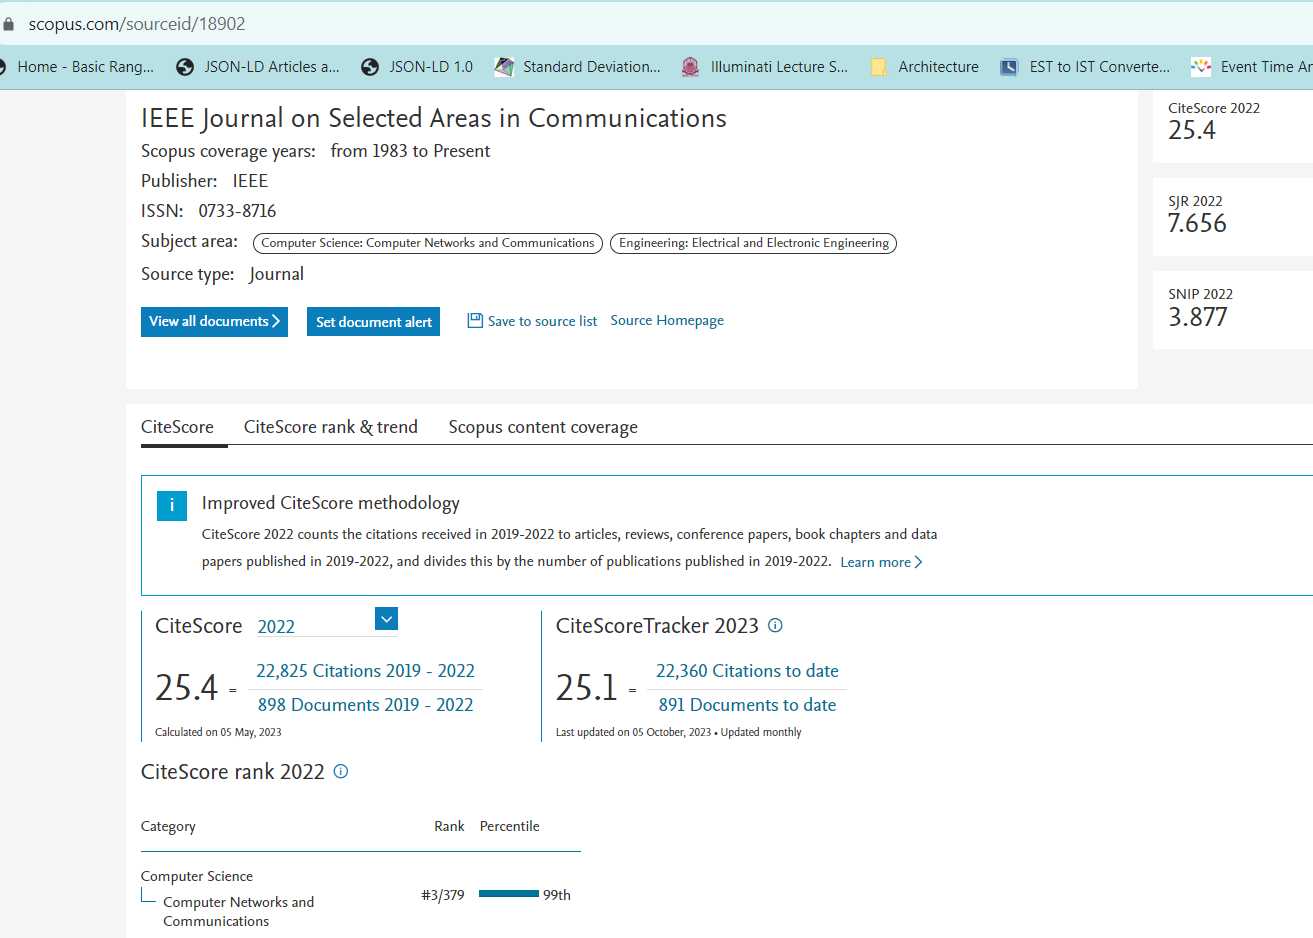 scopus.com/sourceid/18902
Home - Basic Rang... JSON-LD Articles a... JSON-LD 1.0 Standard Deviation... Illuminati Lecture S... Architecture EST to IST Converte... Event Time
IEEE Journal on Selected Areas in Communications
Scopus coverage years: from 1983 to Present
Publisher: IEEE
ISSN: 0733-8716
Subject area: Computer Science: Computer Networks and Communications Engineering: Electrical and Electronic Engineering
Source type: Journal
View all documents Set document alert Save to source list Source Homepage
CiteScore 2022
25.4
SJR 2022
7.656
SNIP 2022
3.877
CiteScore CiteScore rank & trend Scopus content coverage
i Improved CiteScore methodology
CiteScore 2022 counts the citations received in 2019-2022 to articles, reviews, conference papers, book chapters and data
papers published in 2019-2022, and divides this by the number of publications published in 2019-2022. Learn more
CiteScore 2022
25.4 =
22,825 Citations 2019 - 2022
898 Documents 2019 - 2022
Calculated on 05 May, 2023
CiteScoreTracker 2023
25.1 =
22,360 Citations to date
891 Documents to date
Last updated on 05 October, 2023 • Updated monthly
CiteScore rank 2022
Category Rank Percentile
Computer Science
Computer Networks and
Communications
#3/379 99th